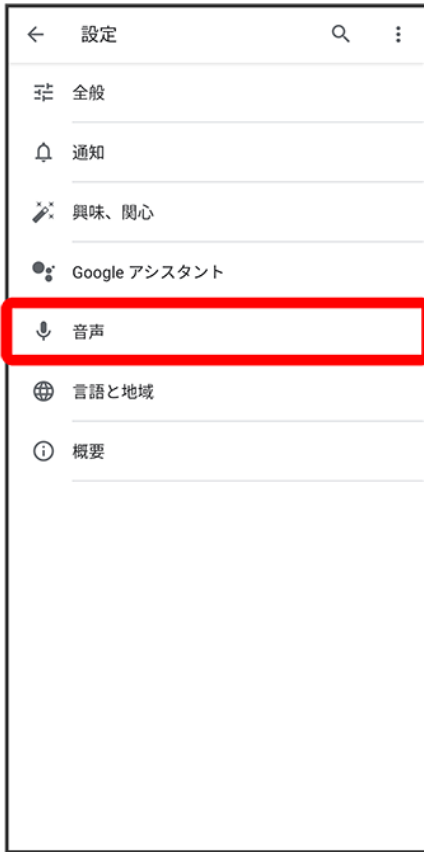 設定
全般
通知
興味、関心
Google アシスタント
音声
言語と地域
概要